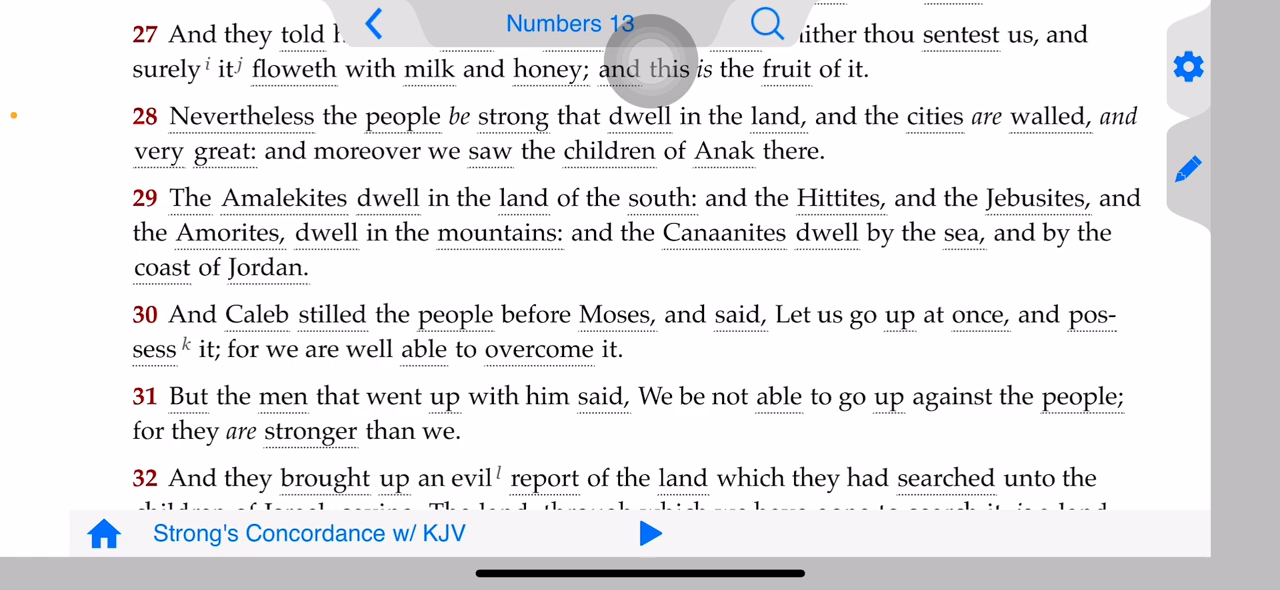 Numbers 13
27 And they told hither thou sentest us, and
surely i it j floweth with milk and honey; and this is the fruit of it.
28 Nevertheless the people be strong that dwell in the land, and the cities are walled, and
very great: and moreover we saw the children of Anak there.
29 The Amalekites dwell in the land of the south: and the Hittites, and the Jebusites, and
the Amorites, dwell in the mountains: and the Canaanites dwell by the sea, and by the
coast of Jordan.
30 And Caleb stilled the people before Moses, and said, Let us go up at once, and pos-
sess k it; for we are well able to overcome it.
31 But the men that went up with him said, We be not able to go up against the people;
for they are stronger than we.
32 And they brought up an evil l report of the land which they had searched unto the
Strong's Concordance w/ KJV